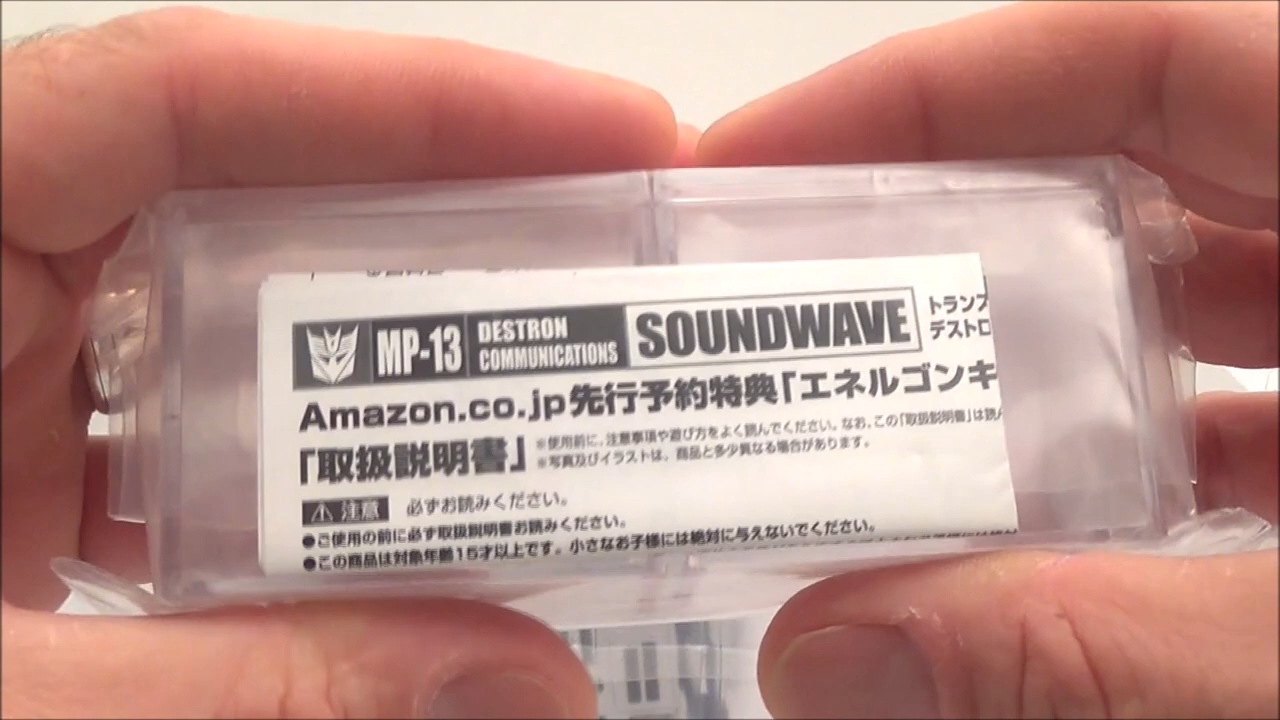 MP-13 DESTRON COMMUNICATIONS SOUNDWAVE
トランス
デストロ
Amazon.co.jp先行予約特典「エネルゴンキ
「取扱説明書」
※使用前に、注意事項や遊び方をよく読んでください。なお、この「取扱説明書」は読ん
※写真及びイラストは、商品と多少異なる場合があります。
⚠ 注意 必ずお読みください。
●ご使用の前に必ず取扱説明書お読みください。
●この商品は対象年齢15才以上です。小さなお子様には絶対に与えないでください。